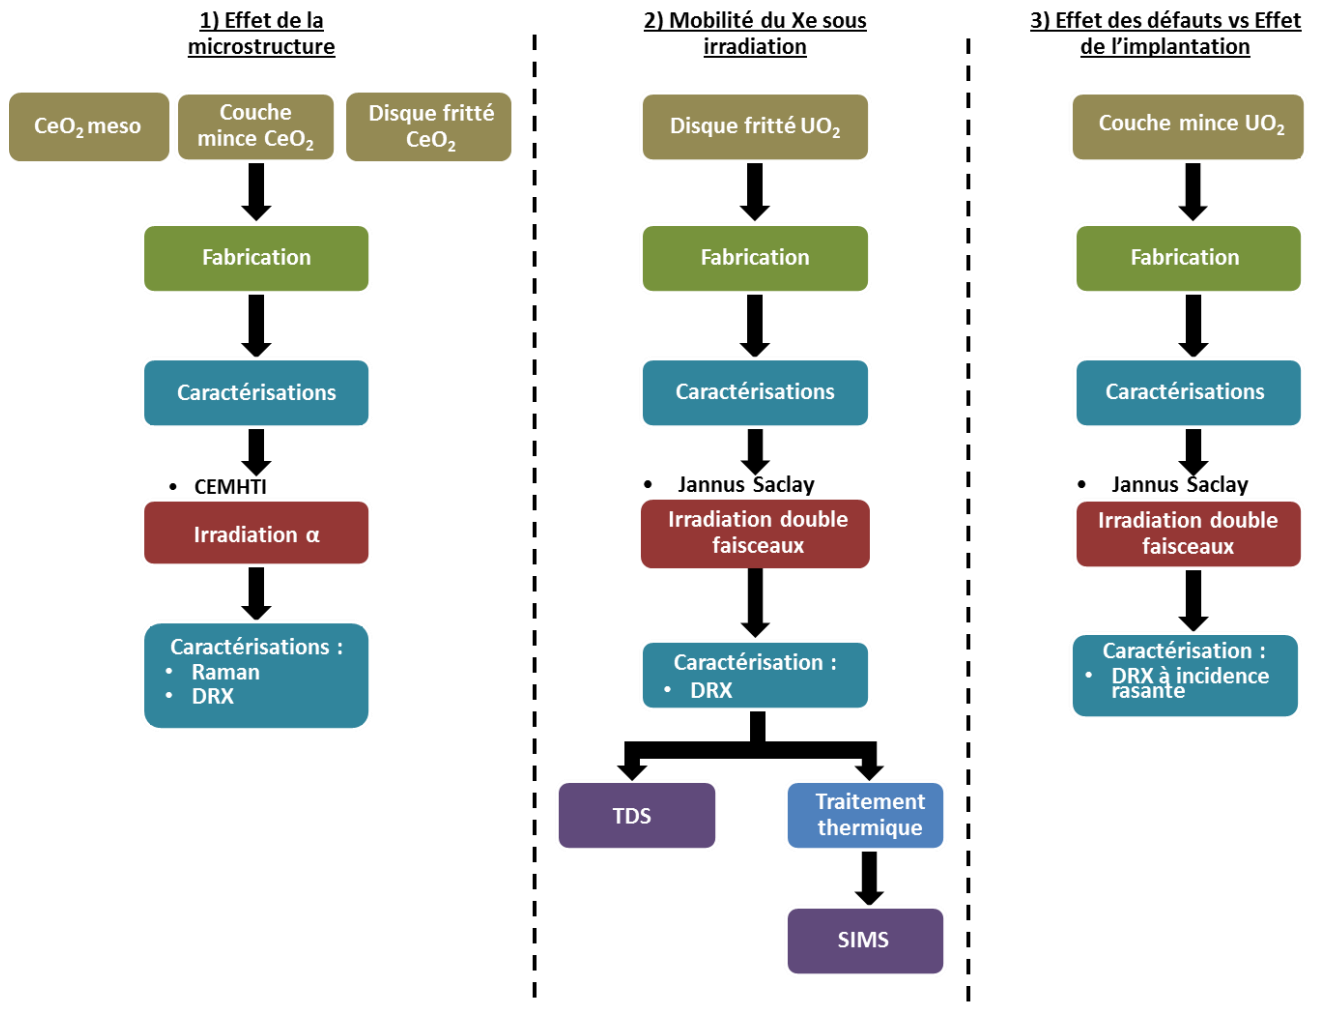 1) Effet de la
microstructure
CeO₂ meso
Couche
mince CeO₂
Disque fritté
CeO₂
Fabrication
Caractérisations
• CEMHTI
Irradiation α
Caractérisations :
• Raman
• DRX
2) Mobilité du Xe sous
irradiation
Disque fritté UO₂
Fabrication
Caractérisations
• Jannus Saclay
Irradiation double
faisceaux
Caractérisation :
• DRX
TDS
Traitement
thermique
SIMS
3) Effet des défauts vs Effet
de l’implantation
Couche mince UO₂
Fabrication
Caractérisations
• Jannus Saclay
Irradiation double
faisceaux
Caractérisation :
• DRX à incidence
rasante